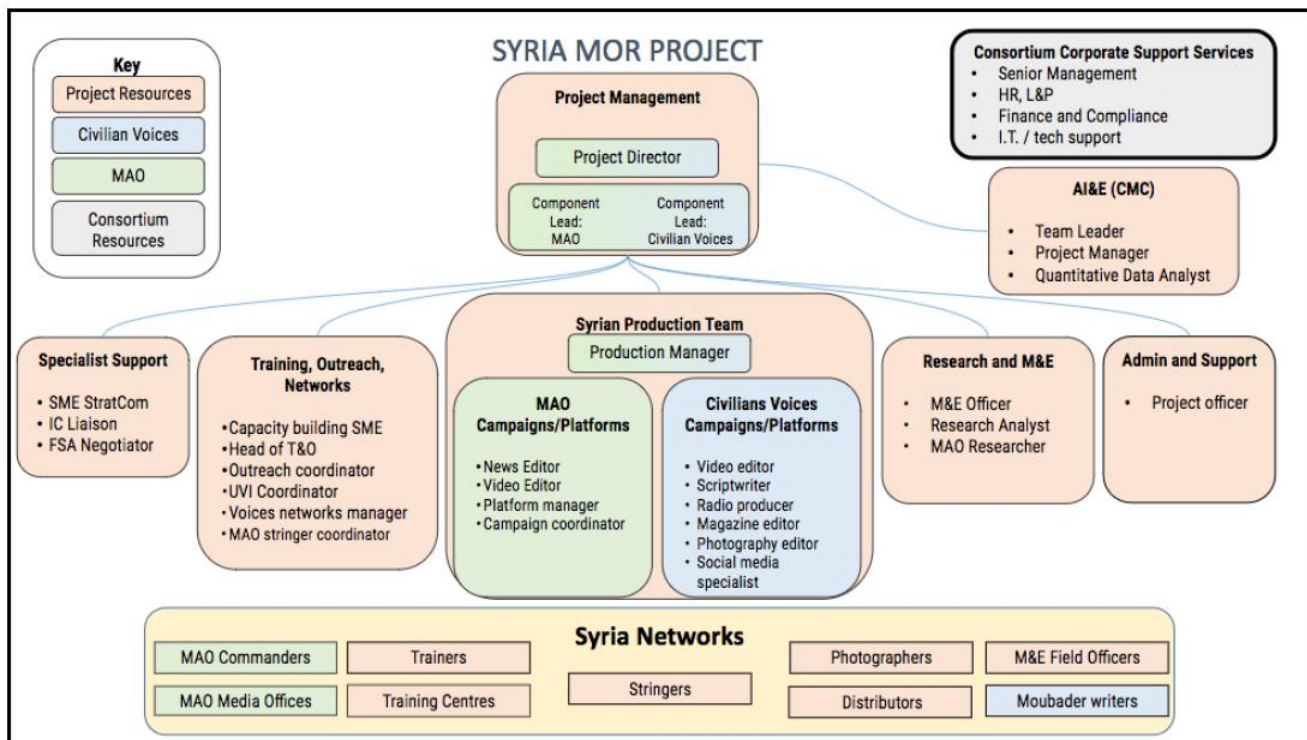 SYRIA MOR PROJECT
Key
Project Resources
Civilian Voices
MAO
Consortium
Resources
Project Management
Project Director
Component
Lead:
MAO
Component
Lead:
Civilian Voices
Consortium Corporate Support Services
• Senior Management
• HR, L&P
• Finance and Compliance
• I.T. / tech support
AI&E (CMC)
• Team Leader
• Project Manager
• Quantitative Data Analyst
Specialist Support
• SME StratCom
• IC Liaison
• FSA Negotiator
Training, Outreach,
Networks
• Capacity building SME
• Head of T&O
• Outreach coordinator
• UVI Coordinator
• Voices networks manager
• MAO stringer coordinator
Syrian Production Team
Production Manager
MAO
Campaigns/Platforms
• News Editor
• Video Editor
• Platform manager
• Campaign coordinator
Civilians Voices
Campaigns/Platforms
• Video editor
• Scriptwriter
• Radio producer
• Magazine editor
• Photography editor
• Social media
specialist
Research and M&E
• M&E Officer
• Research Analyst
• MAO Researcher
Admin and Support
• Project officer
Syria Networks
MAO Commanders
Trainers
Stringers
Photographers
M&E Field Officers
MAO Media Offices
Training Centres
Distributors
Moubader writers